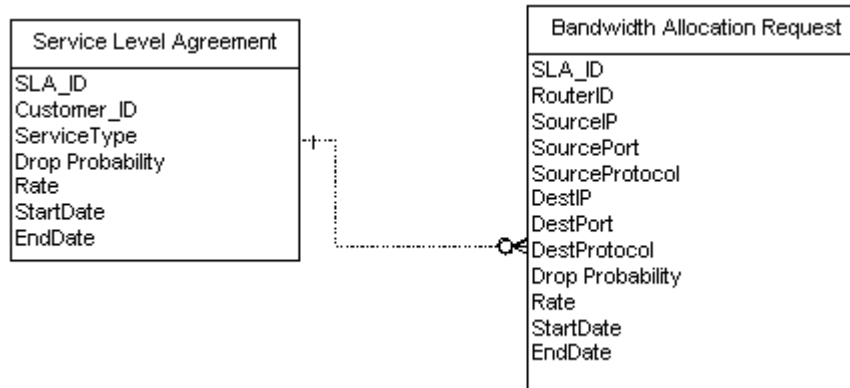 Service Level Agreement
SLA_ID
Customer_ID
ServiceType
Drop Probability
Rate
StartDate
EndDate
Bandwidth Allocation Request
SLA_ID
RouterID
SourceIP
SourcePort
SourceProtocol
DestIP
DestPort
DestProtocol
Drop Probability
Rate
StartDate
EndDate